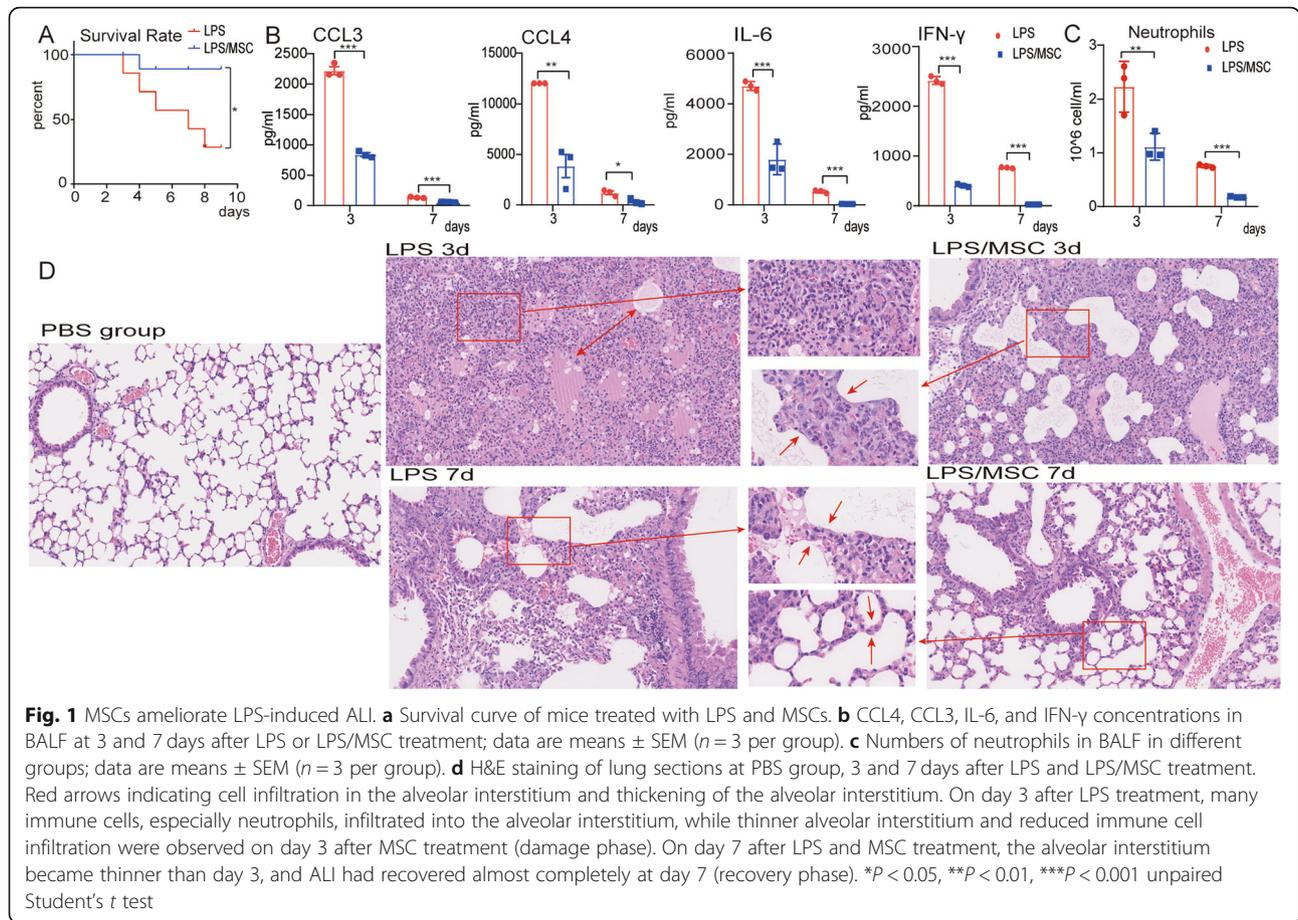 A
Survival Rate
LPS
LPS/MSC
percent
100
50
0
0 2 4 6 8 10
days
*
B
CCL3
pg/ml
2500
2000
1500
1000
500
0
***
***
3 7
days
CCL4
pg/ml
15000
10000
5000
0
**
*
3 7
days
IL-6
pg/ml
6000
4000
2000
0
***
***
3 7
days
IFN-γ
LPS
LPS/MSC
pg/ml
3000
2000
1000
0
***
***
3 7
days
C
Neutrophils
LPS
LPS/MSC
10^6 cell/ml
3
2
1
0
**
***
3 7
days
D
PBS group
LPS 3d
LPS/MSC 3d
LPS 7d
LPS/MSC 7d
Fig. 1 MSCs ameliorate LPS-induced ALI. a Survival curve of mice treated with LPS and MSCs. b CCL4, CCL3, IL-6, and IFN-γ concentrations in
BALF at 3 and 7 days after LPS or LPS/MSC treatment; data are means ± SEM (n = 3 per group). c Numbers of neutrophils in BALF in different
groups; data are means ± SEM (n = 3 per group). d H&E staining of lung sections at PBS group, 3 and 7 days after LPS and LPS/MSC treatment.
Red arrows indicating cell infiltration in the alveolar interstitium and thickening of the alveolar interstitium. On day 3 after LPS treatment, many
immune cells, especially neutrophils, infiltrated into the alveolar interstitium, while thinner alveolar interstitium and reduced immune cell
infiltration were observed on day 3 after MSC treatment (damage phase). On day 7 after LPS and MSC treatment, the alveolar interstitium
became thinner than day 3, and ALI had recovered almost completely at day 7 (recovery phase). *P < 0.05, **P < 0.01, ***P < 0.001 unpaired
Student's t test